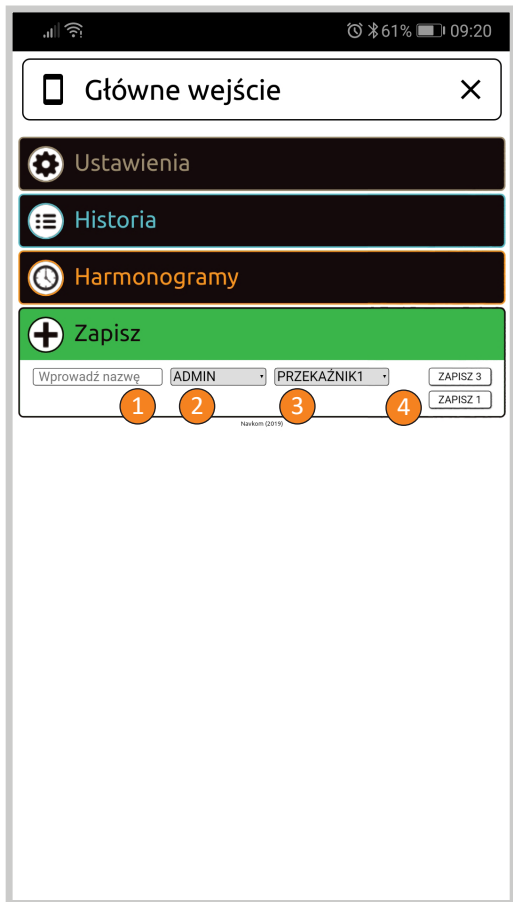 61% 09:20
Główne wejście
Ustawienia
Historia
Harmonogramy
Zapisz
Wprowadź nazwę ADMIN PRZEKAŹNIK1 ZAPISZ 3
1 2 3 4 ZAPISZ 1
Navkom (2019)